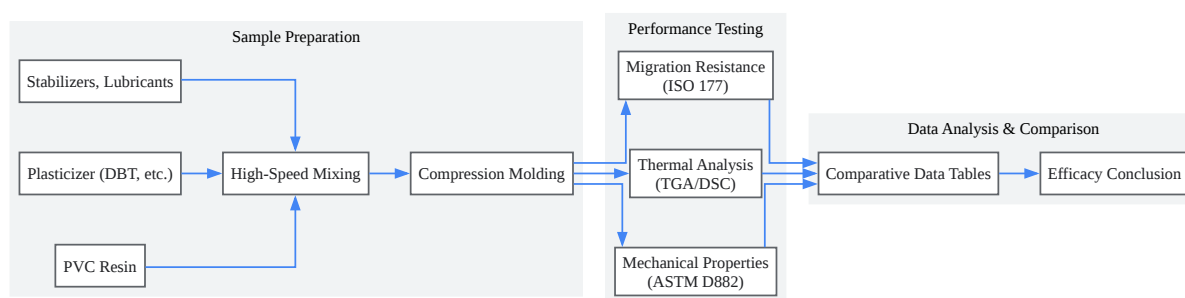 Sample Preparation
Stabilizers, Lubricants
Plasticizer (DBT, etc.)
PVC Resin
High-Speed Mixing
Compression Molding
Performance Testing
Migration Resistance
(ISO 177)
Thermal Analysis
(TGA/DSC)
Mechanical Properties
(ASTM D882)
Data Analysis & Comparison
Comparative Data Tables
Efficacy Conclusion